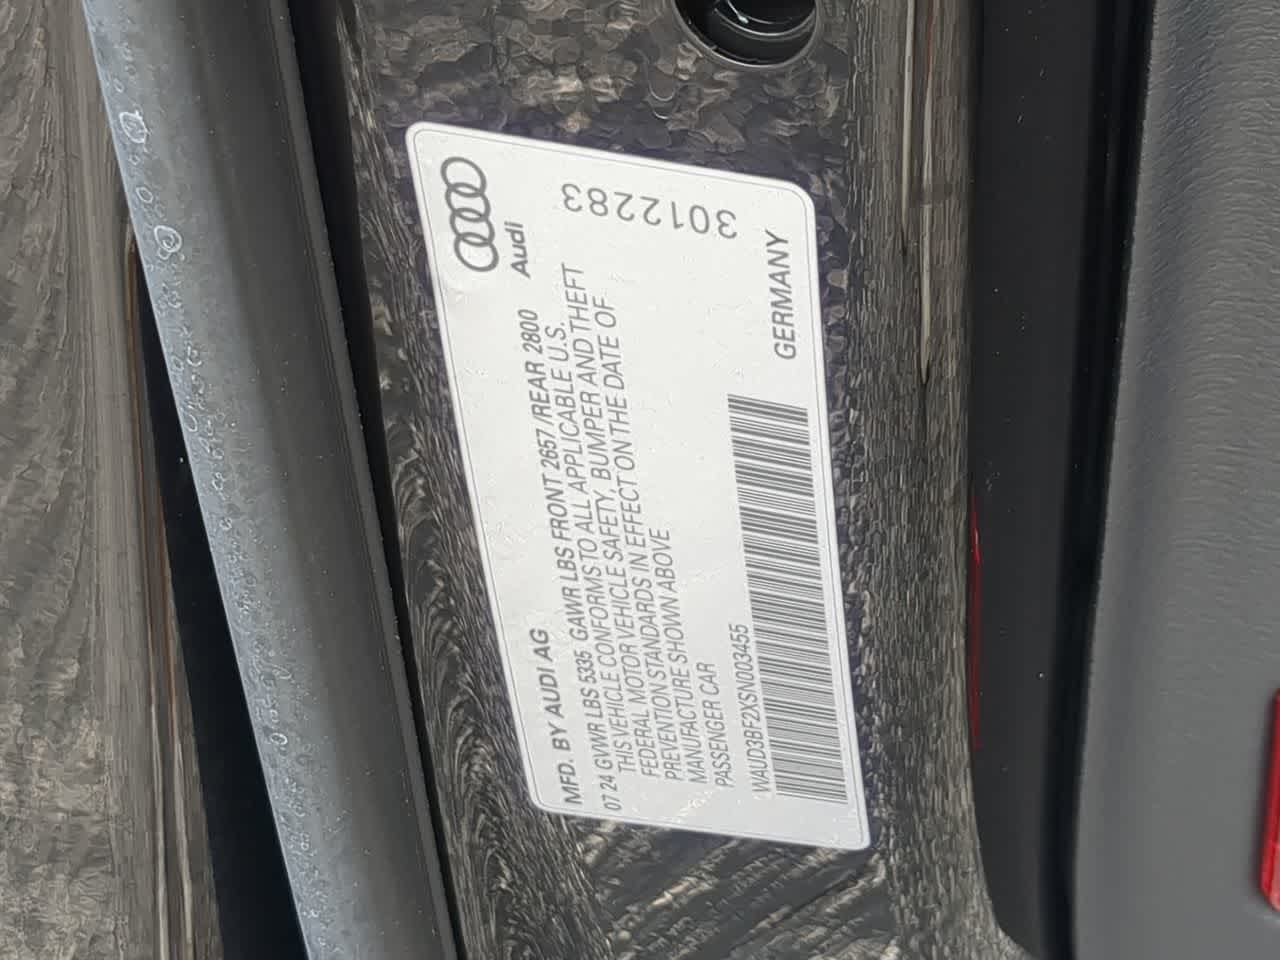 Audi
3012283
MFD. BY AUDI AG
07 24 GVWR LBS 5335 GAWR LBS FRONT 2657 /REAR 2800
THIS VEHICLE CONFORMS TO ALL APPLICABLE U.S.
FEDERAL MOTOR VEHICLE SAFETY, BUMPER AND THEFT
PREVENTION STANDARDS IN EFFECT ON THE DATE OF
MANUFACTURE SHOWN ABOVE
PASSENGER CAR
GERMANY
WAUD3BF2XSN003455